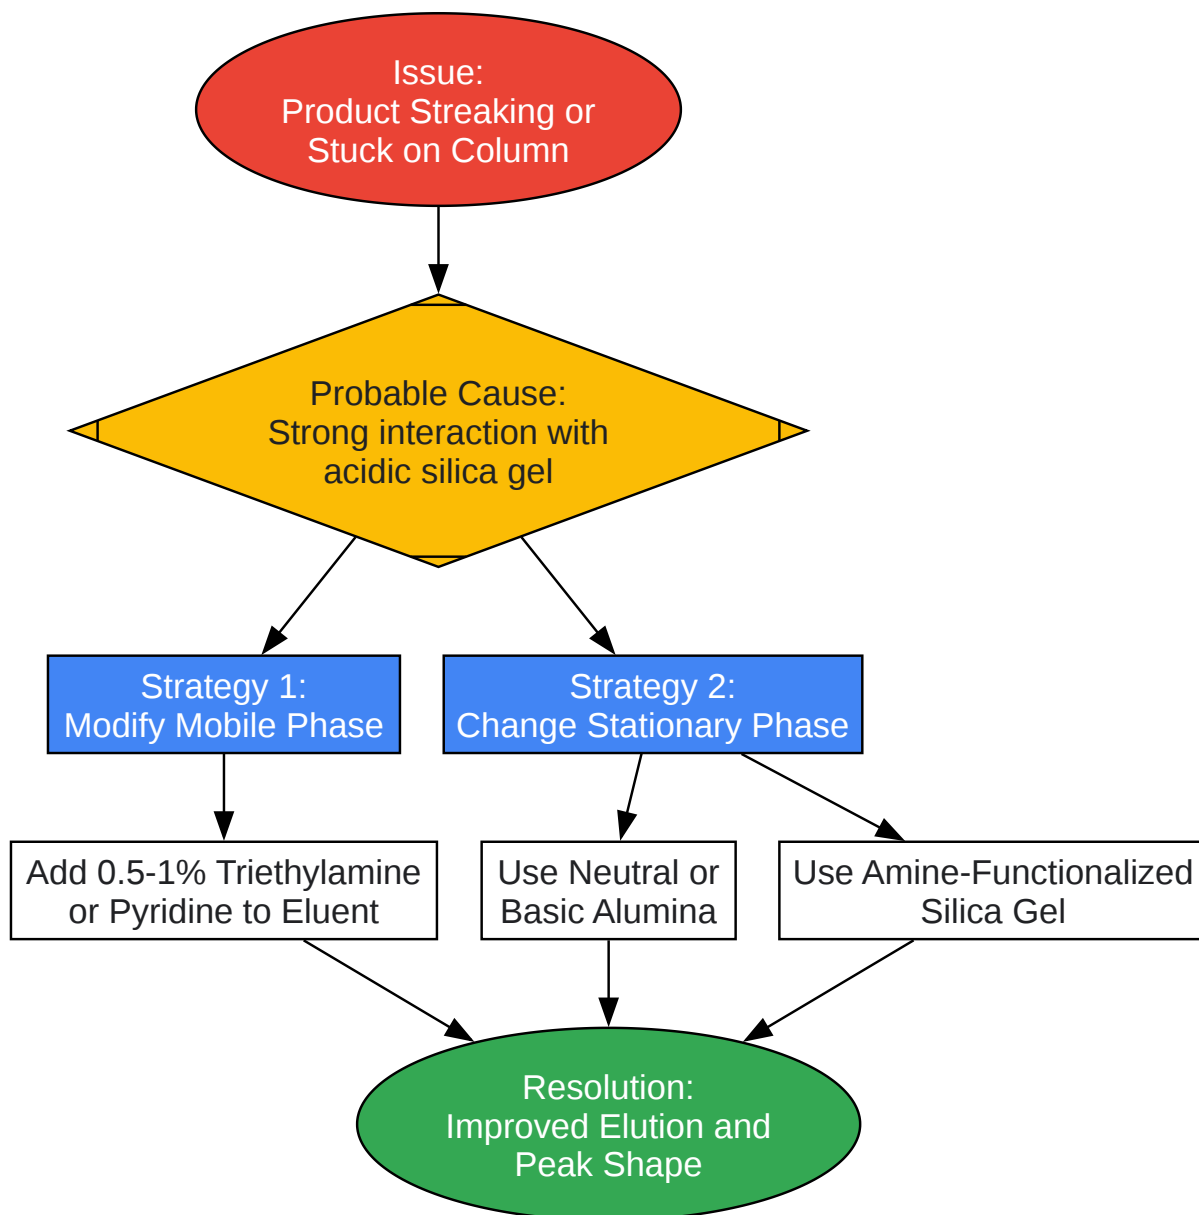 Issue:
Product Streaking or
Stuck on Column
Probable Cause:
Strong interaction with
acidic silica gel
Strategy 1:
Modify Mobile Phase
Strategy 2:
Change Stationary Phase
Add 0.5-1% Triethylamine
or Pyridine to Eluent
Use Neutral or
Basic Alumina
Use Amine-Functionalized
Silica Gel
Resolution:
Improved Elution and
Peak Shape